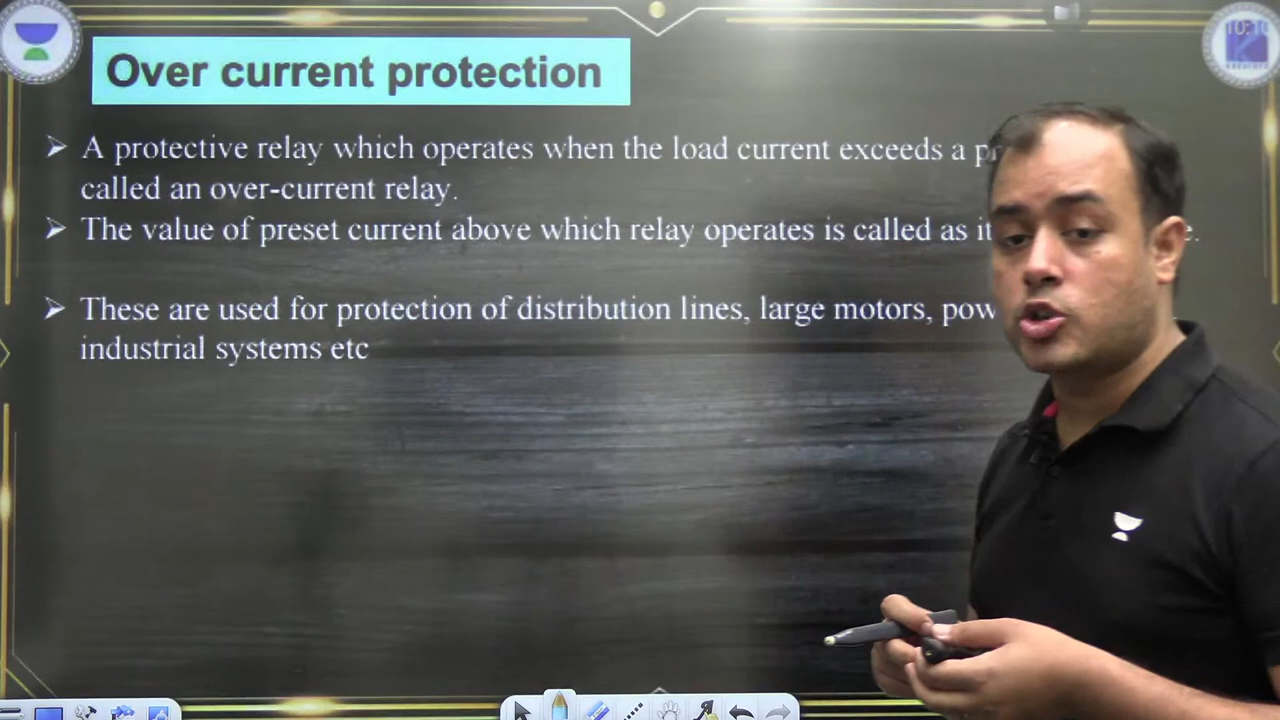 Over current protection
➢ A protective relay which operates when the load current exceeds a
called an over-current relay.
➢ The value of preset current above which relay operates is called as
➢ These are used for protection of distribution lines, large motors,
industrial systems etc
10:10